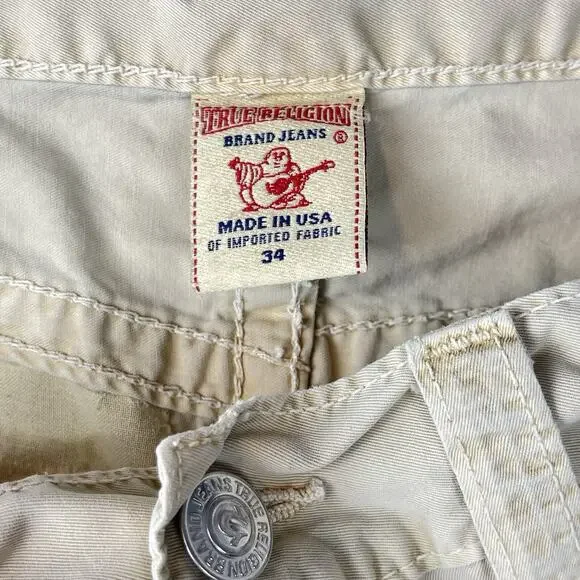 TRUE RELIGION
BRAND JEANS ®
MADE IN USA
OF IMPORTED FABRIC
34
TRUE RELIGION BRAND JEANS